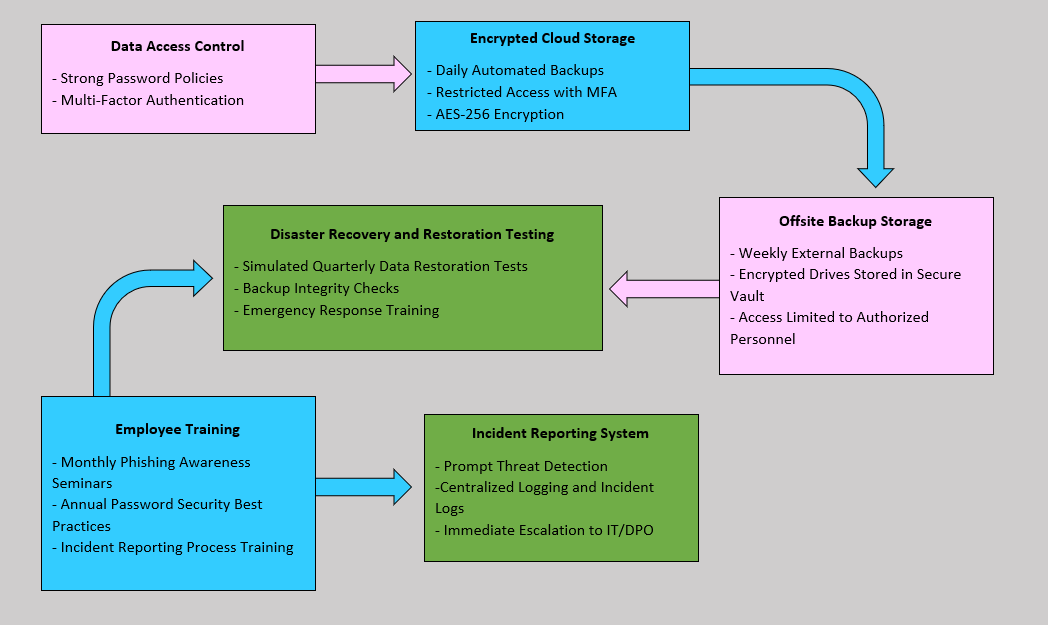 Data Access Control
- Strong Password Policies
- Multi-Factor Authentication
Encrypted Cloud Storage
- Daily Automated Backups
- Restricted Access with MFA
- AES-256 Encryption
Offsite Backup Storage
- Weekly External Backups
- Encrypted Drives Stored in Secure
Vault
- Access Limited to Authorized
Personnel
Disaster Recovery and Restoration Testing
- Simulated Quarterly Data Restoration Tests
- Backup Integrity Checks
- Emergency Response Training
Employee Training
- Monthly Phishing Awareness
Seminars
- Annual Password Security Best
Practices
- Incident Reporting Process Training
Incident Reporting System
- Prompt Threat Detection
-Centralized Logging and Incident
Logs
- Immediate Escalation to IT/DPO